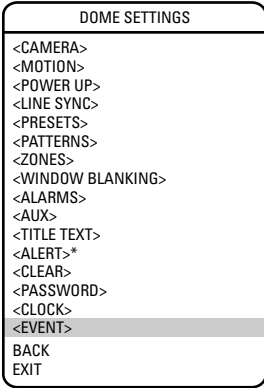 DOME SETTINGS
<CAMERA>
<MOTION>
<POWER UP>
<LINE SYNC>
<PRESETS>
<PATTERNS>
<ZONES>
<WINDOW BLANKING>
<ALARMS>
<AUX>
<TITLE TEXT>
<ALERT>*
<CLEAR>
<PASSWORD>
<CLOCK>
<EVENT>
BACK
EXIT